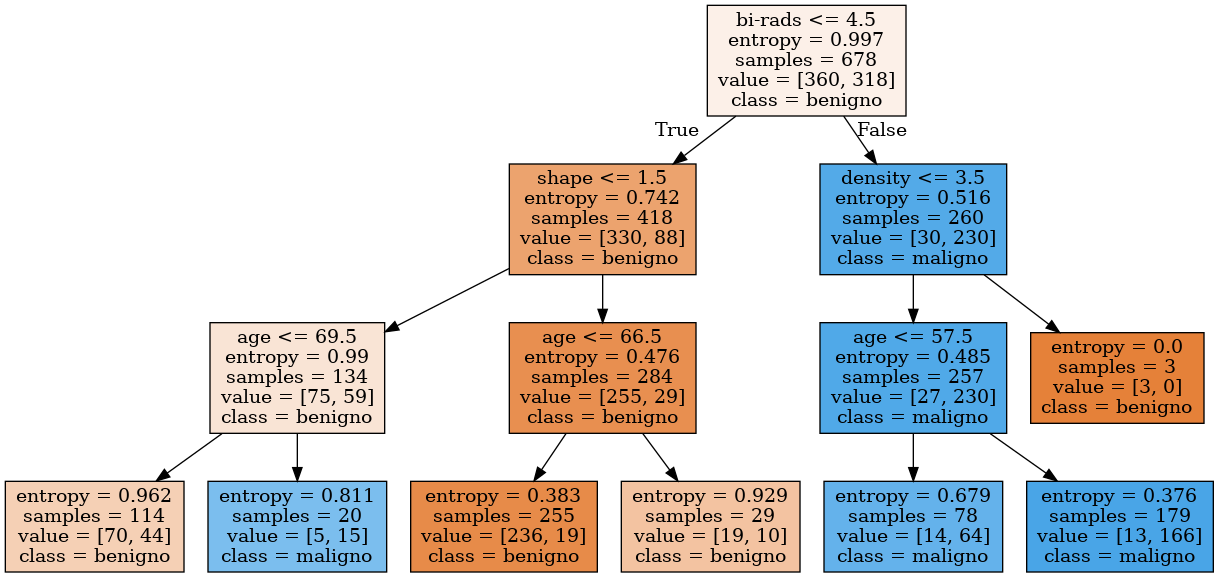 bi-rads <= 4.5
entropy = 0.997
samples = 678
value = [360, 318]
class = benigno
True
False
shape <= 1.5
entropy = 0.742
samples = 418
value = [330, 88]
class = benigno
density <= 3.5
entropy = 0.516
samples = 260
value = [30, 230]
class = maligno
age <= 69.5
entropy = 0.99
samples = 134
value = [75, 59]
class = benigno
age <= 66.5
entropy = 0.476
samples = 284
value = [255, 29]
class = benigno
age <= 57.5
entropy = 0.485
samples = 257
value = [27, 230]
class = maligno
entropy = 0.0
samples = 3
value = [3, 0]
class = benigno
entropy = 0.962
samples = 114
value = [70, 44]
class = benigno
entropy = 0.811
samples = 20
value = [5, 15]
class = maligno
entropy = 0.383
samples = 255
value = [236, 19]
class = benigno
entropy = 0.929
samples = 29
value = [19, 10]
class = benigno
entropy = 0.679
samples = 78
value = [14, 64]
class = maligno
entropy = 0.376
samples = 179
value = [13, 166]
class = maligno